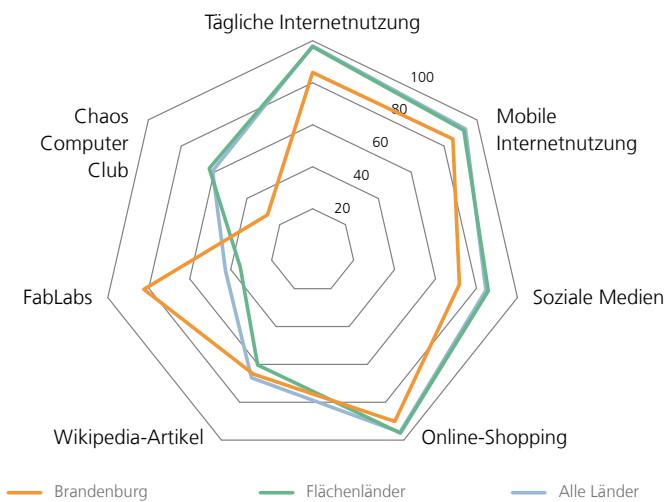 Tägliche Internetnutzung
100
80
60
40
20
Mobile
Internetnutzung
Chaos
Computer
Club
FabLabs
Soziale Medien
Wikipedia-Artikel
Online-Shopping
Brandenburg
Flächenländer
Alle Länder